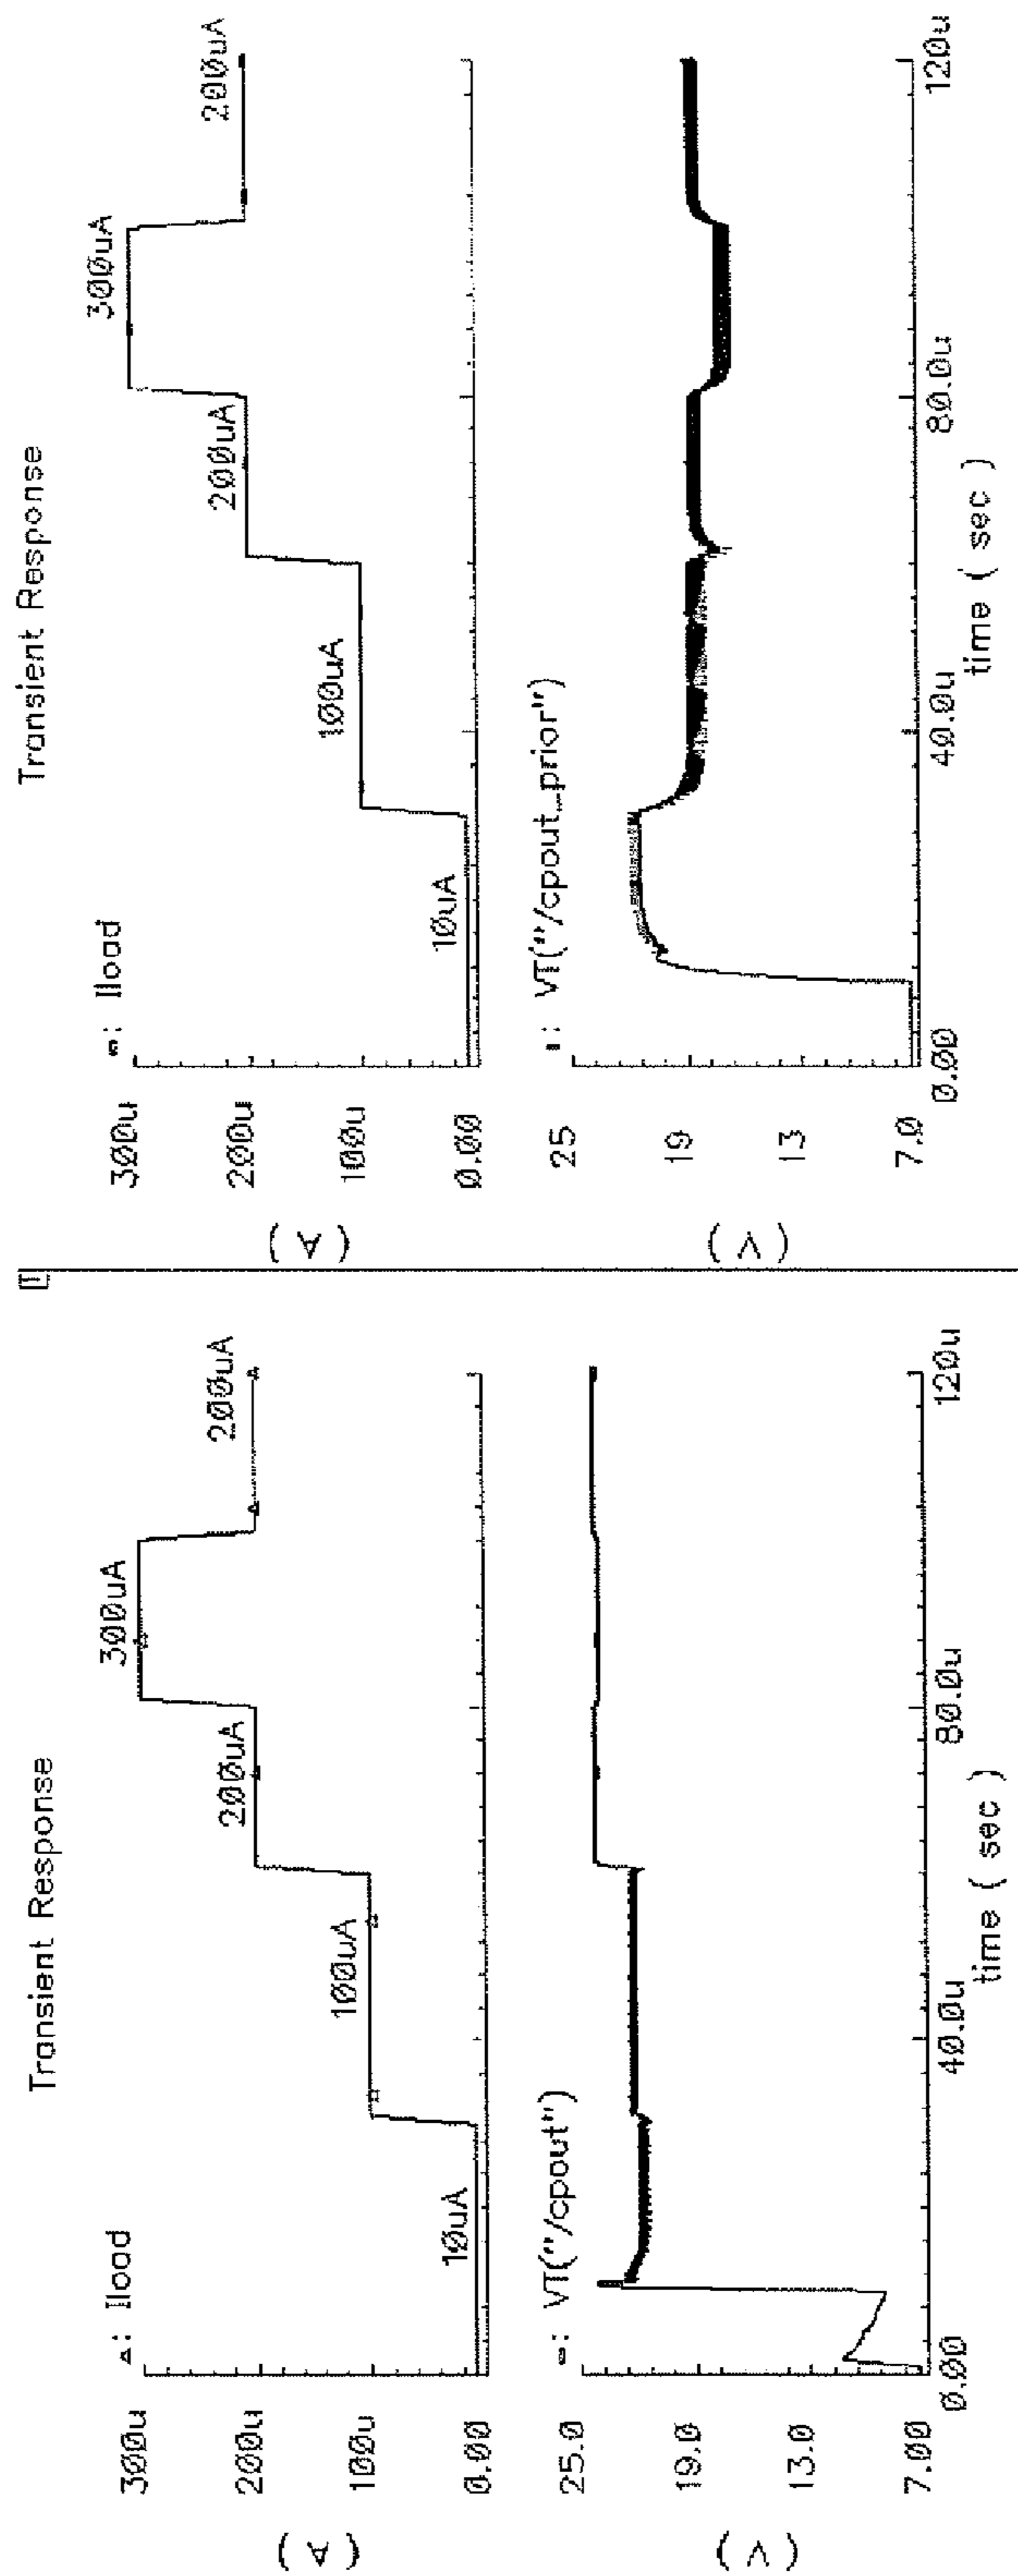 Transient Response
△: Iload
300u
200u
100u
0.00
( A )
10uA
100uA
200uA
300uA
200uA
: VT("/cpout")
25.0
19.0
13.0
7.00
( V )
0.00
40.0u
80.0u
120u
time ( sec )
1
Transient Response
: Iload
300u
200u
100u
0.00
( A )
10uA
100uA
200uA
300uA
200uA
: VT("/cpout_prior")
25
19
13
7.0
( V )
0.00
40.0u
80.0u
120u
time ( sec )